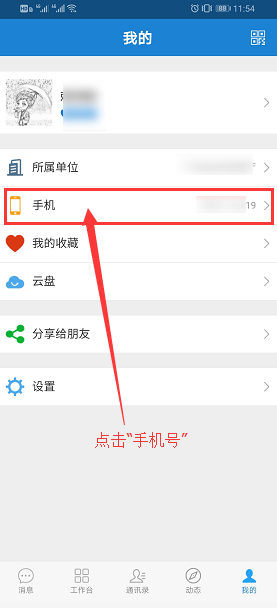 11:54
我的
所属单位
手机 19
我的收藏
云盘
分享给朋友
设置
点击“手机号”
消息 工作台 通讯录 动态 我的